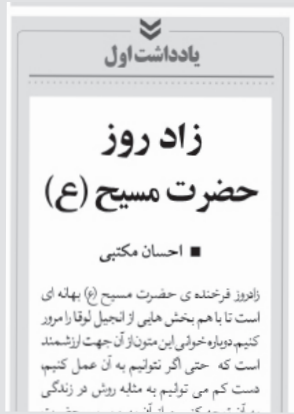 یادداشت اول
زاد روز
حضرت مسیح (ع)
■ احسان مکتبی
زادروز فرخنده ی حضرت مسیح (ع) بهانه ای
است تا با هم بخش هایی از انجیل لوقا را مرور
کنیم. دوباره خوانی این متون از آن جهت ارزشمند
است که حتی اگر نتوانیم به آن عمل کنیم،
دست کم می توانیم به مثابه روش در زندگی